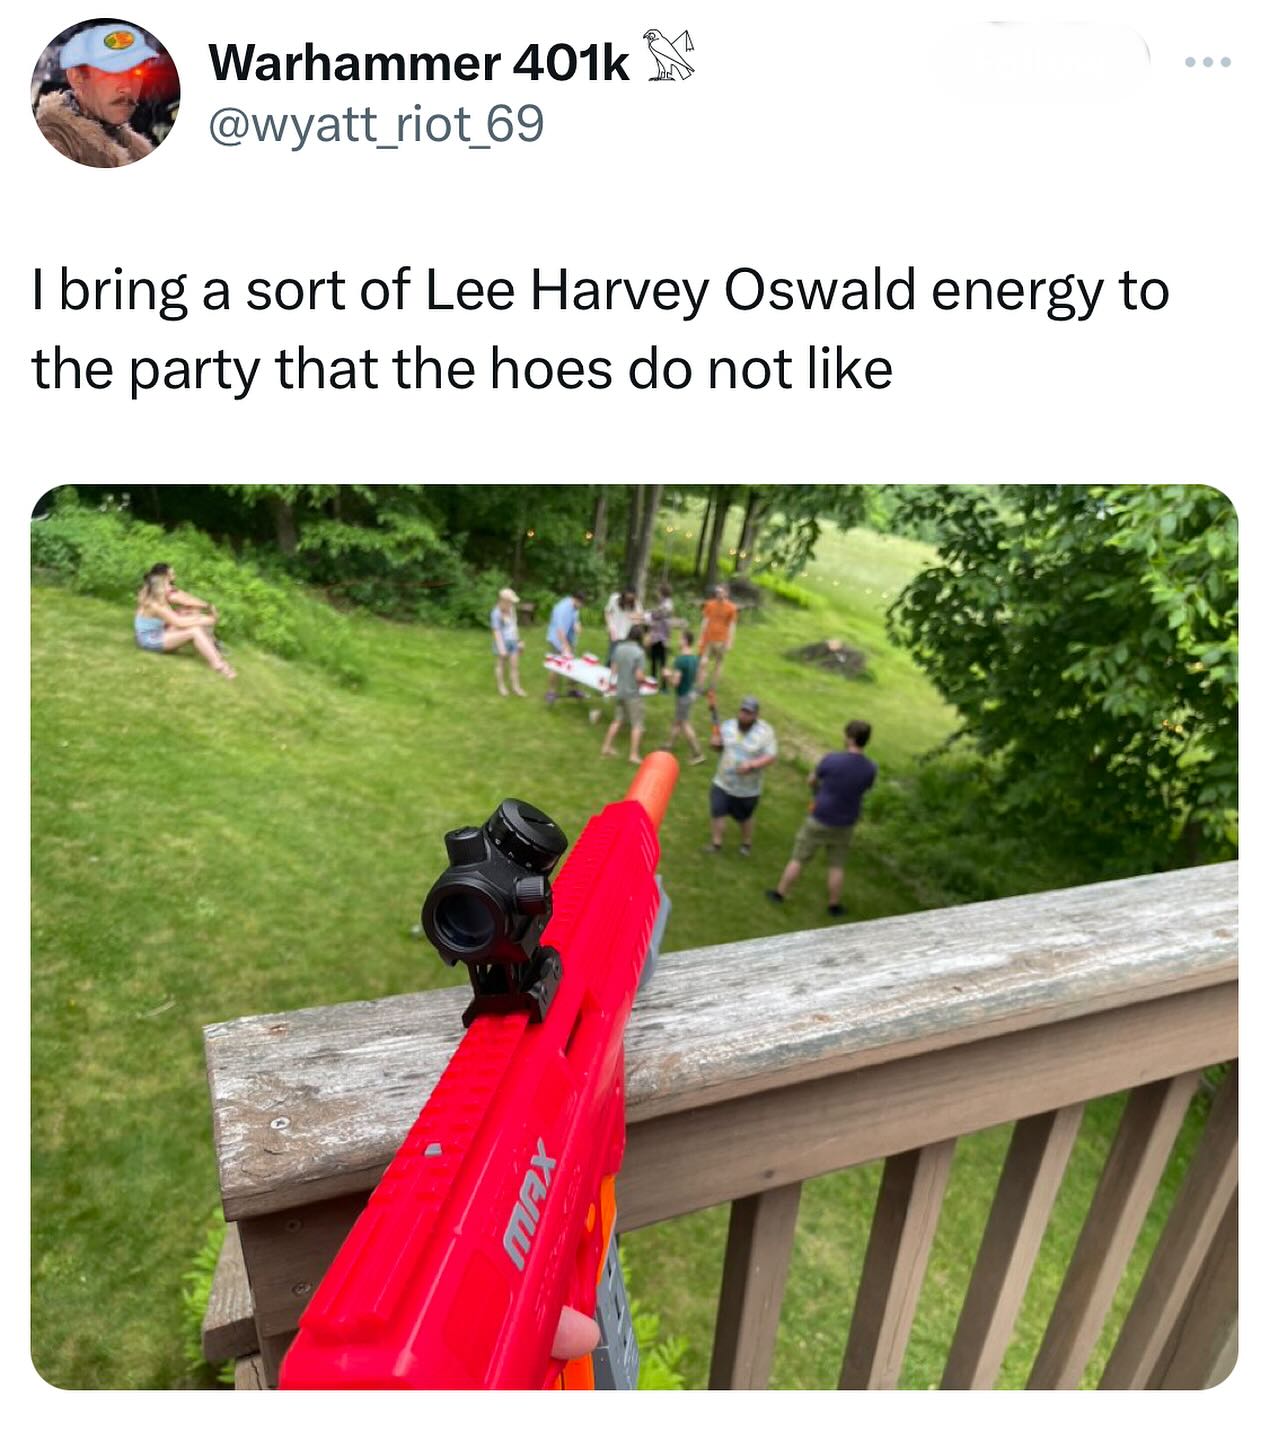 Warhammer 401k
@wyatt_riot_69
I bring a sort of Lee Harvey Oswald energy to
the party that the hoes do not like
MAX